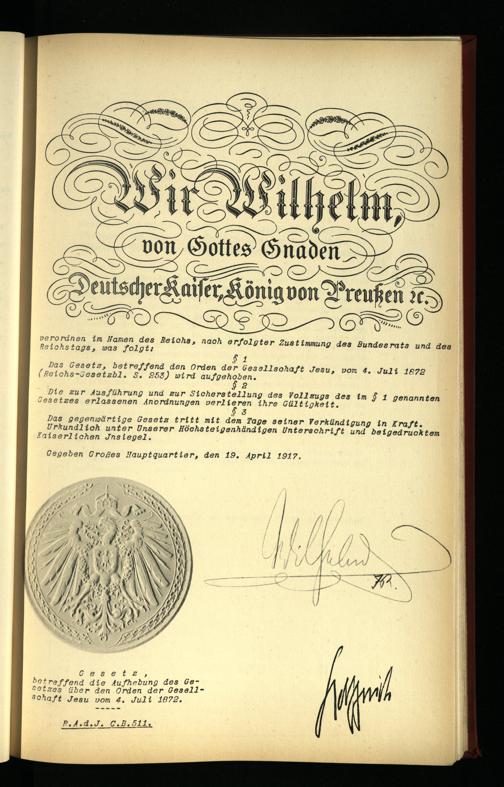 Wir Wilhelm,
von Gottes Gnaden
Deutscher Kaiser, König von Preußen ꝛc.
verordnen im Namen des Reichs, nach erfolgter Zustimmung des Bundesrats und des
Reichstags, was folgt:
§ 1
Das Gesetz, betreffend den Orden der Gesellschaft Jesu, vom 4. Juli 1872
(Reichs-Gesetzbl. S. 253) wird aufgehoben.
§ 2
Die zur Ausführung und zur Sicherstellung des Vollzugs des im § 1 genannten
Gesetzes erlassenen Anordnungen verlieren ihre Gültigkeit.
§ 3
Das gegenwärtige Gesetz tritt mit dem Tage seiner Verkündigung in Kraft.
Urkundlich unter Unserer Höchsteigenhändigen Unterschrift und beigedrucktem
Kaiserlichen Jnsiegel.
Gegeben Großes Hauptquartier, den 19. April 1917.
Wilhelm
Gesetz,
betreffend die Aufhebung des Ge-
setzes über den Orden der Gesell-
schaft Jesu vom 4. Juli 1872.
-----
R.A.d.J. C.B.511.